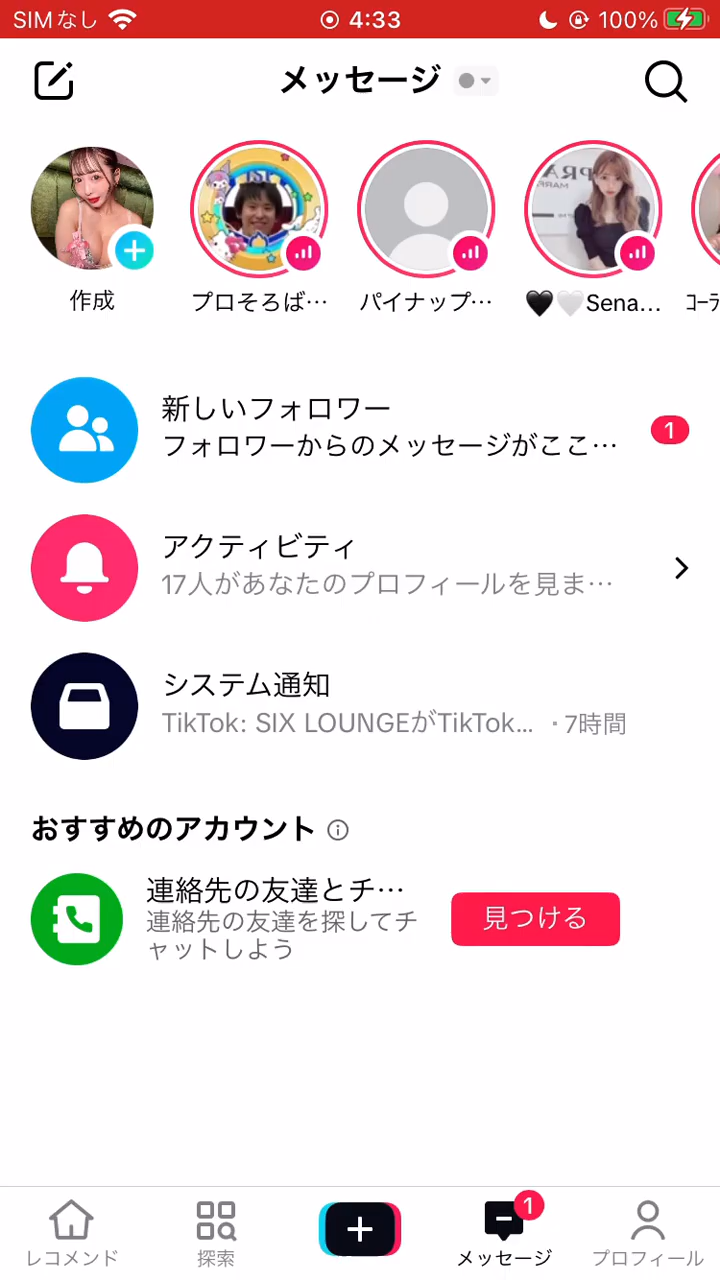 SIMなし 4:33 100%
メッセージ
作成
プロそろば…
パイナップ…
🖤🤍Sena...
新しいフォロワー
フォロワーからのメッセージがここ…
1
アクティビティ
17人があなたのプロフィールを見ま…
システム通知
TikTok: SIX LOUNGEがTikTok... ・7時間
おすすめのアカウント
連絡先の友達とチ…
連絡先の友達を探してチ
ャットしよう
見つける
1
レコメンド 探索 メッセージ プロフィール